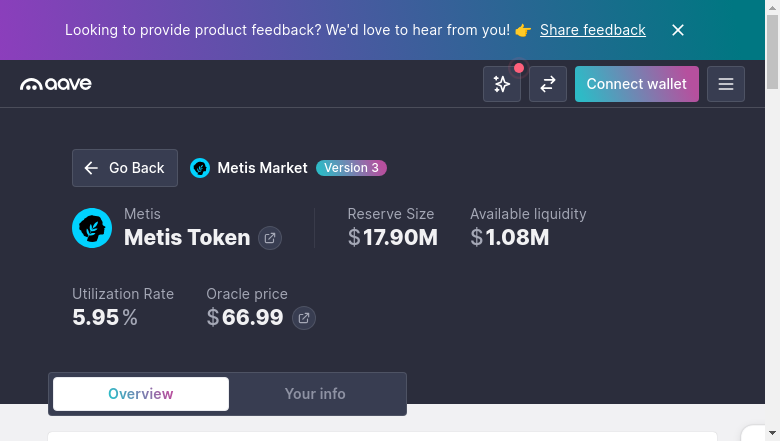 Looking to provide product feedback? We'd love to hear from you! 👉 Share feedback
aave
Connect wallet
Go Back
Metis Market
Version 3
Metis
Metis Token
Reserve Size
$17.90M
Available liquidity
$1.08M
Utilization Rate
5.95%
Oracle price
$66.99
Overview
Your info